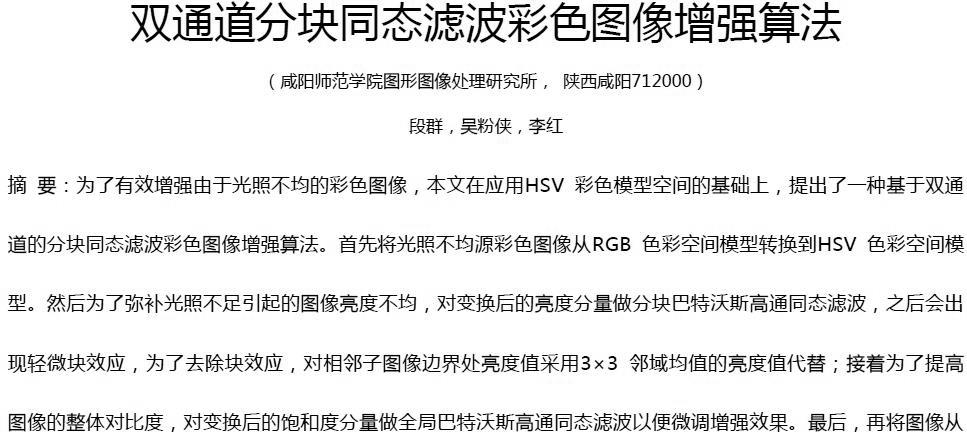 双通道分块同态滤波彩色图像增强算法
（咸阳师范学院图形图像处理研究所， 陕西咸阳712000）
段群，吴粉侠，李红
摘 要：为了有效增强由于光照不均的彩色图像，本文在应用HSV 彩色模型空间的基础上，提出了一种基于双通
道的分块同态滤波彩色图像增强算法。首先将光照不均源彩色图像从RGB 色彩空间模型转换到HSV 色彩空间模
型。然后为了弥补光照不足引起的图像亮度不均，对变换后的亮度分量做分块巴特沃斯高通同态滤波，之后会出
现轻微块效应，为了去除块效应，对相邻子图像边界处亮度值采用3×3 邻域均值的亮度值代替；接着为了提高
图像的整体对比度，对变换后的饱和度分量做全局巴特沃斯高通同态滤波以便微调增强效果。最后，再将图像从